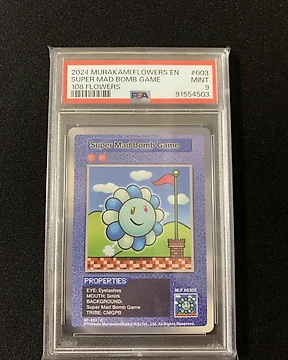 2024 MURAKAMI FLOWERS EN #003
SUPER MAD BOMB GAME MINT
108 FLOWERS 9
PSA 91554503
Super Mad Bomb Game
PROPERTIES
EYE: Eyelashes
MOUTH: Smirk
BACKGROUND:
Super Mad Bomb Game
TRIBE: CMGPB
M.F #0303